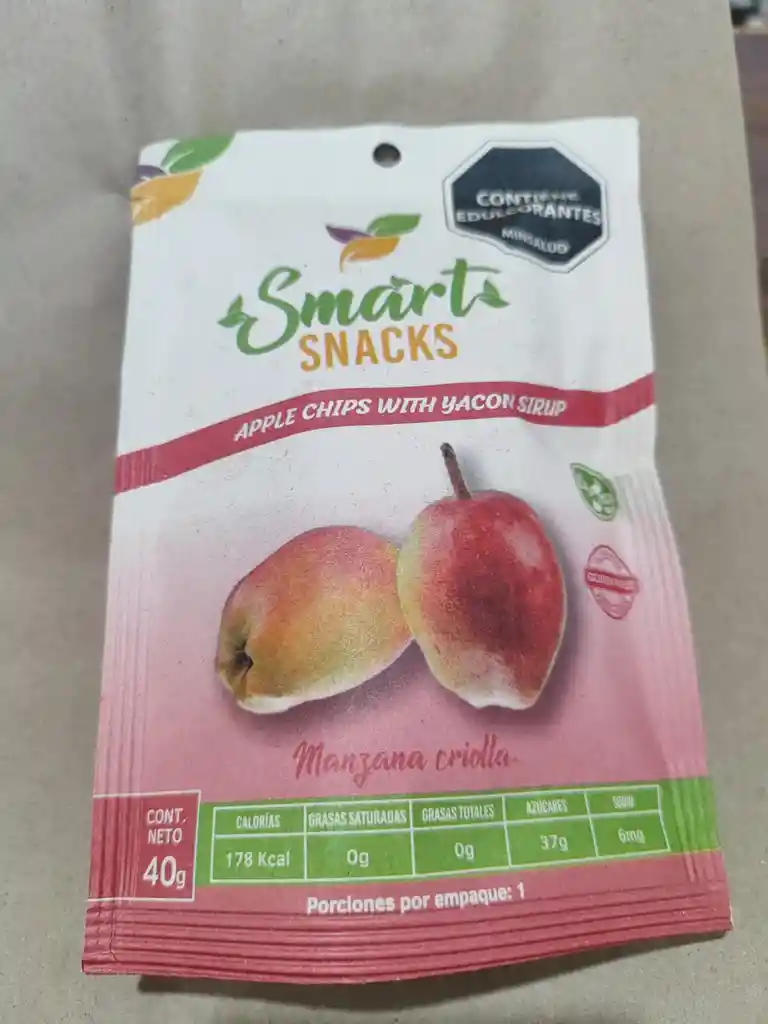 CONTIENE
EDULCORANTES
MINSALUD
Smart
SNACKS
APPLE CHIPS WITH YACON SIRUP
Manzana criolla
CONT.
NETO
40g
CALORÍAS GRASAS SATURADAS GRASAS TOTALES AZÚCARES SODIO
178 Kcal 0g 0g 37g 6mg
Porciones por empaque: 1